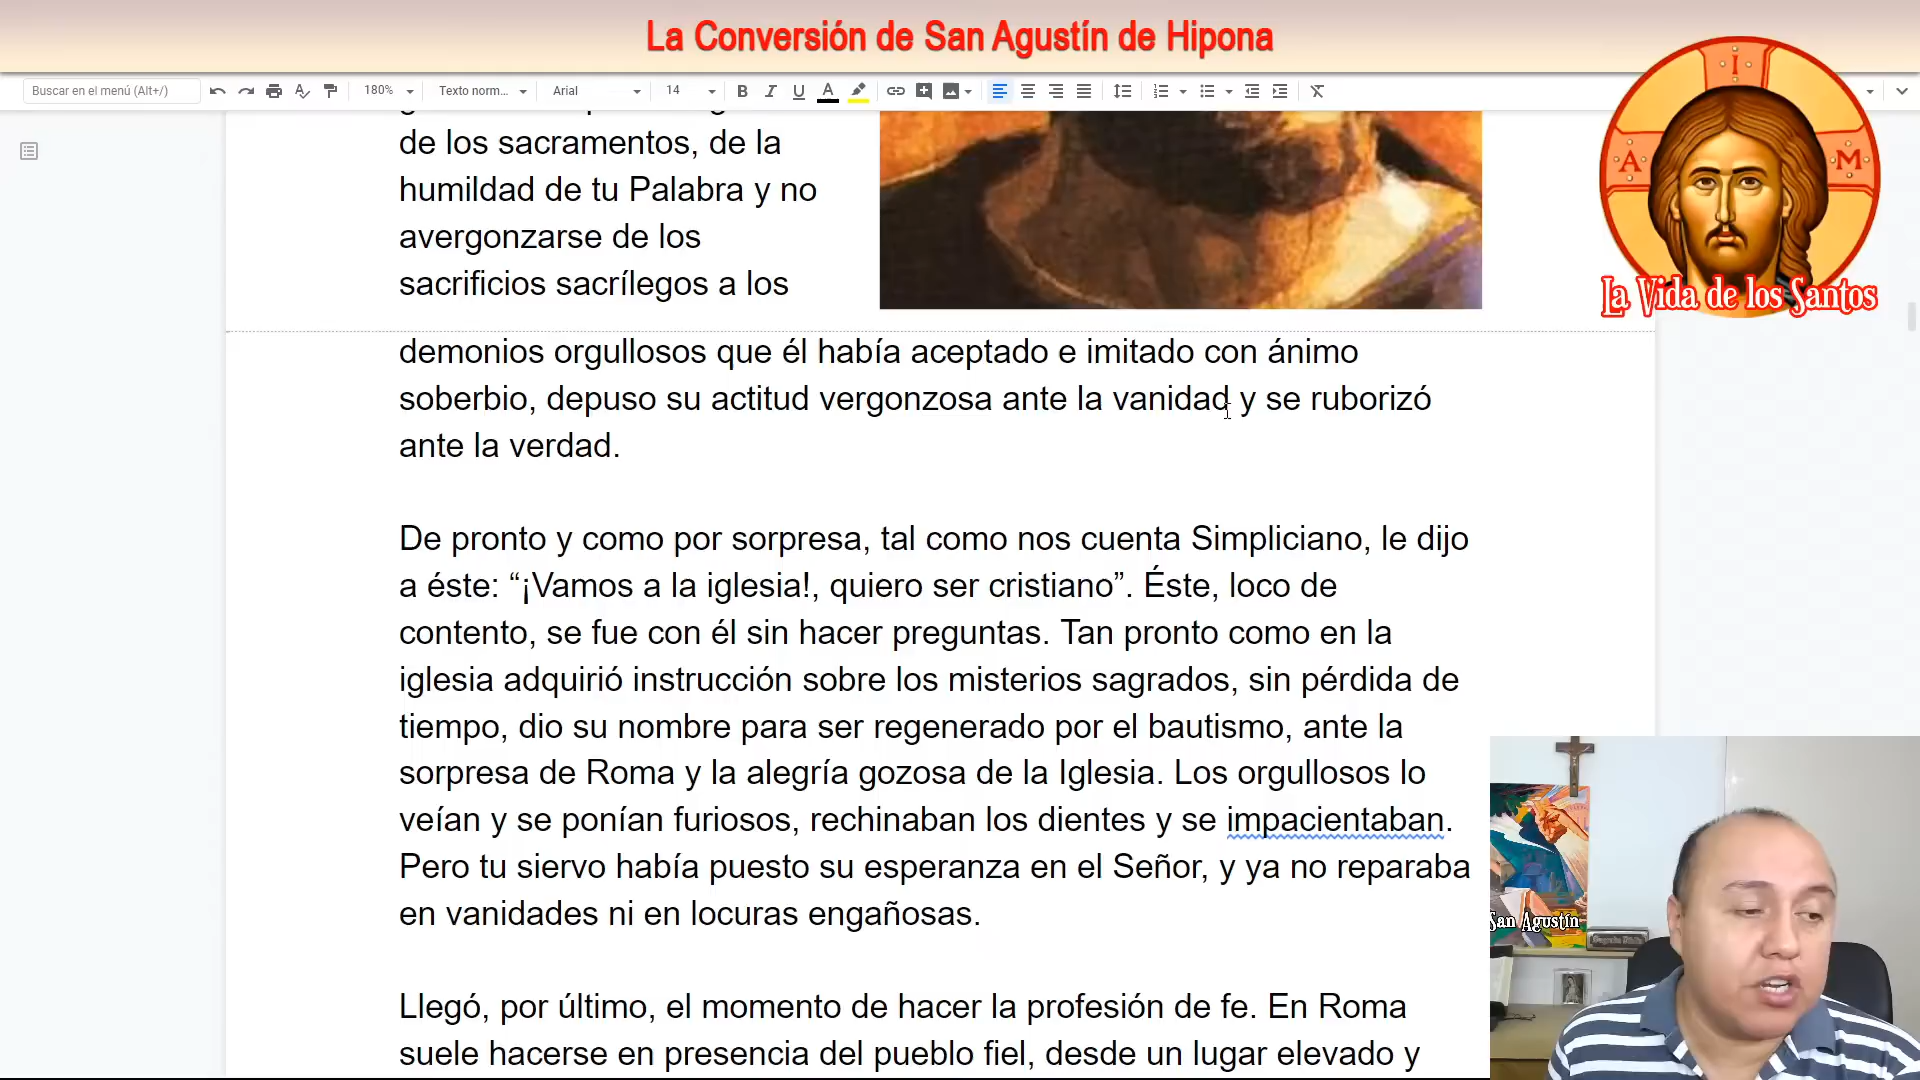 La Conversión de San Agustín de Hipona
Buscar en el menú (Alt+/)
180%
Texto norm...
Arial
14
B I U A
de los sacramentos, de la
humildad de tu Palabra y no
avergonzarse de los
sacrificios sacrílegos a los
I
A
M
La Vida de los Santos
demonios orgullosos que él había aceptado e imitado con ánimo
soberbio, depuso su actitud vergonzosa ante la vanidad y se ruborizó
ante la verdad.
De pronto y como por sorpresa, tal como nos cuenta Simpliciano, le dijo
a éste: “¡Vamos a la iglesia!, quiero ser cristiano”. Éste, loco de
contento, se fue con él sin hacer preguntas. Tan pronto como en la
iglesia adquirió instrucción sobre los misterios sagrados, sin pérdida de
tiempo, dio su nombre para ser regenerado por el bautismo, ante la
sorpresa de Roma y la alegría gozosa de la Iglesia. Los orgullosos lo
veían y se ponían furiosos, rechinaban los dientes y se impacientaban.
Pero tu siervo había puesto su esperanza en el Señor, y ya no reparaba
en vanidades ni en locuras engañosas.
Llegó, por último, el momento de hacer la profesión de fe. En Roma
suele hacerse en presencia del pueblo fiel, desde un lugar elevado y
San Agustín